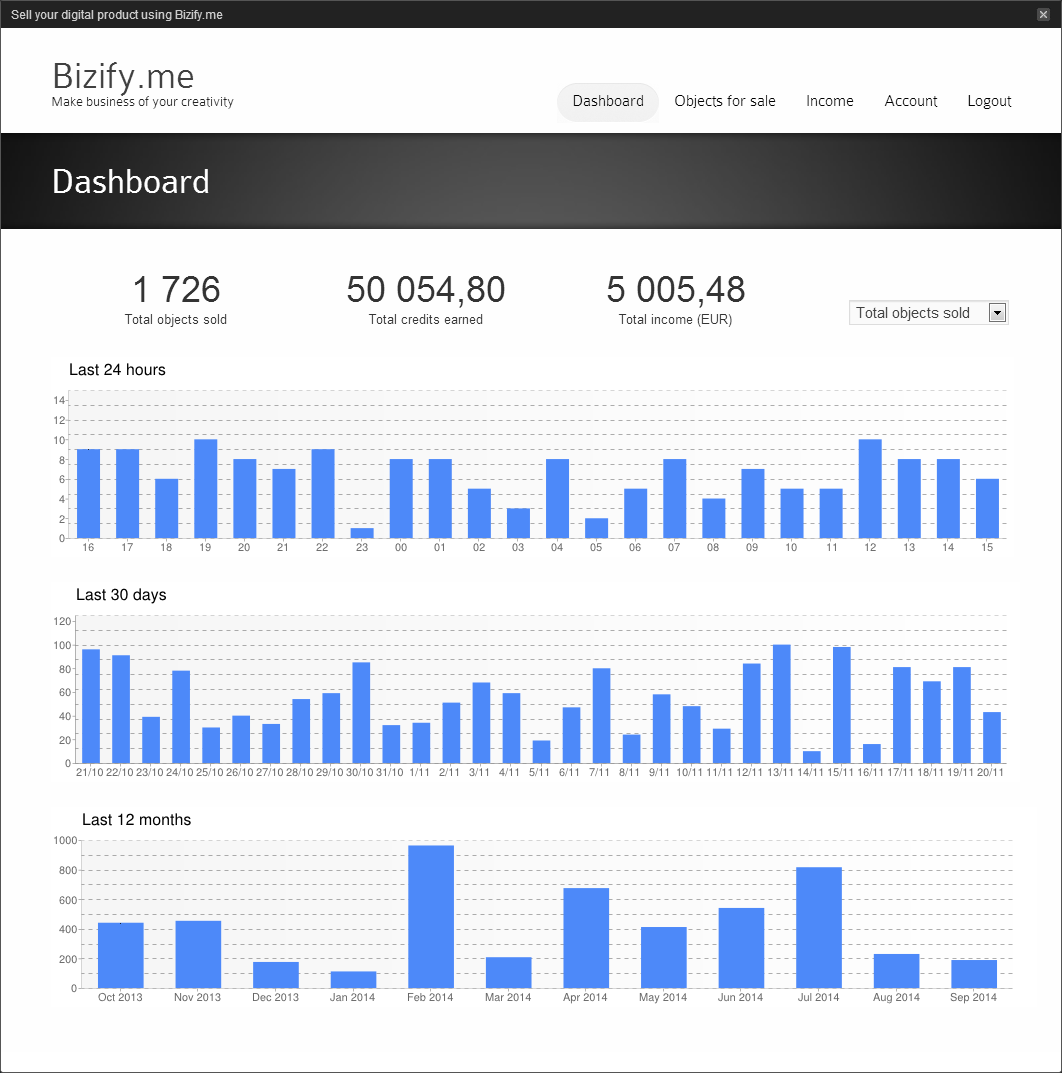 Sell your digital product using Bizify.me
Bizify.me
Make business of your creativity
Dashboard Objects for sale Income Account Logout
Dashboard
1 726 50 054,80 5 005,48
Total objects sold Total credits earned Total income (EUR)
Total objects sold
Last 24 hours
14
12
10
8
6
4
2
0
16 17 18 19 20 21 22 23 00 01 02 03 04 05 06 07 08 09 10 11 12 13 14 15
Last 30 days
120
100
80
60
40
20
0
21/10 22/10 23/10 24/10 25/10 26/10 27/10 28/10 29/10 30/10 31/10 1/11 2/11 3/11 4/11 5/11 6/11 7/11 8/11 9/11 10/11 11/11 12/11 13/11 14/11 15/11 16/11 17/11 18/11 19/11 20/11
Last 12 months
1000
800
600
400
200
0
Oct 2013 Nov 2013 Dec 2013 Jan 2014 Feb 2014 Mar 2014 Apr 2014 May 2014 Jun 2014 Jul 2014 Aug 2014 Sep 2014